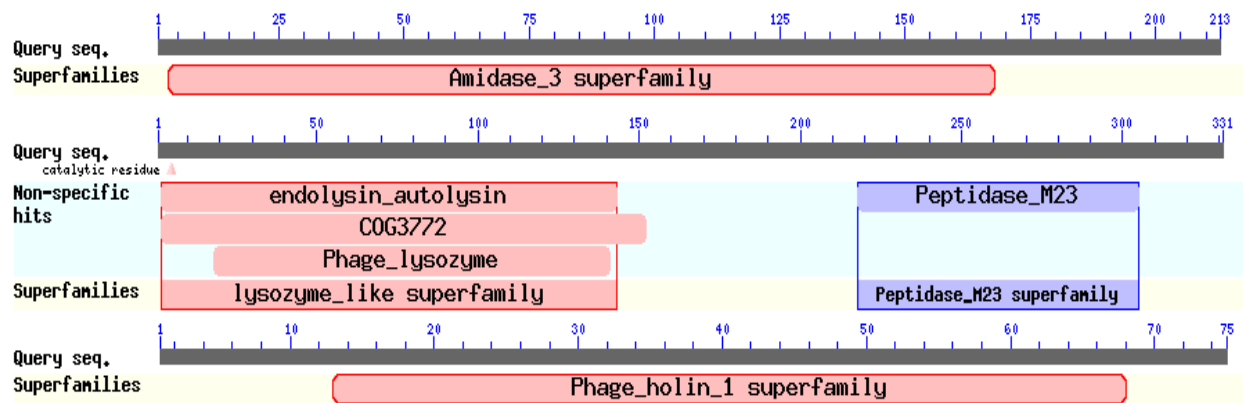 1 25 50 75 100 125 150 175 200 213
Query seq.
Superfamilies Amidase_3 superfamily
1 50 100 150 200 250 300 331
Query seq.
catalytic residue
Non-specific hits endolysin_autolysin Peptidase_M23
COG3772
Phage_lysozyme
Superfamilies lysozyme_like superfamily Peptidase_M23 superfamily
1 10 20 30 40 50 60 70 75
Query seq.
Superfamilies Phage_holin_1 superfamily